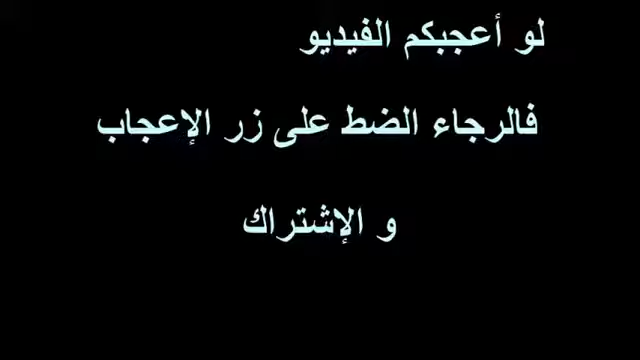 لو أعجبكم الفيديو
فالرجاء الضط على زر الإعجاب
و الإشتراك